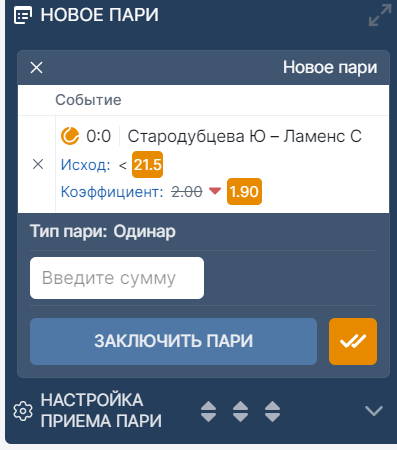 НОВОЕ ПАРИ
Новое пари
Событие
0:0 Стародубцева Ю – Ламенс С
Исход: < 21.5
Коэффициент: 2.00 1.90
Тип пари: Одинар
Введите сумму
ЗАКЛЮЧИТЬ ПАРИ
НАСТРОЙКА
ПРИЕМА ПАРИ